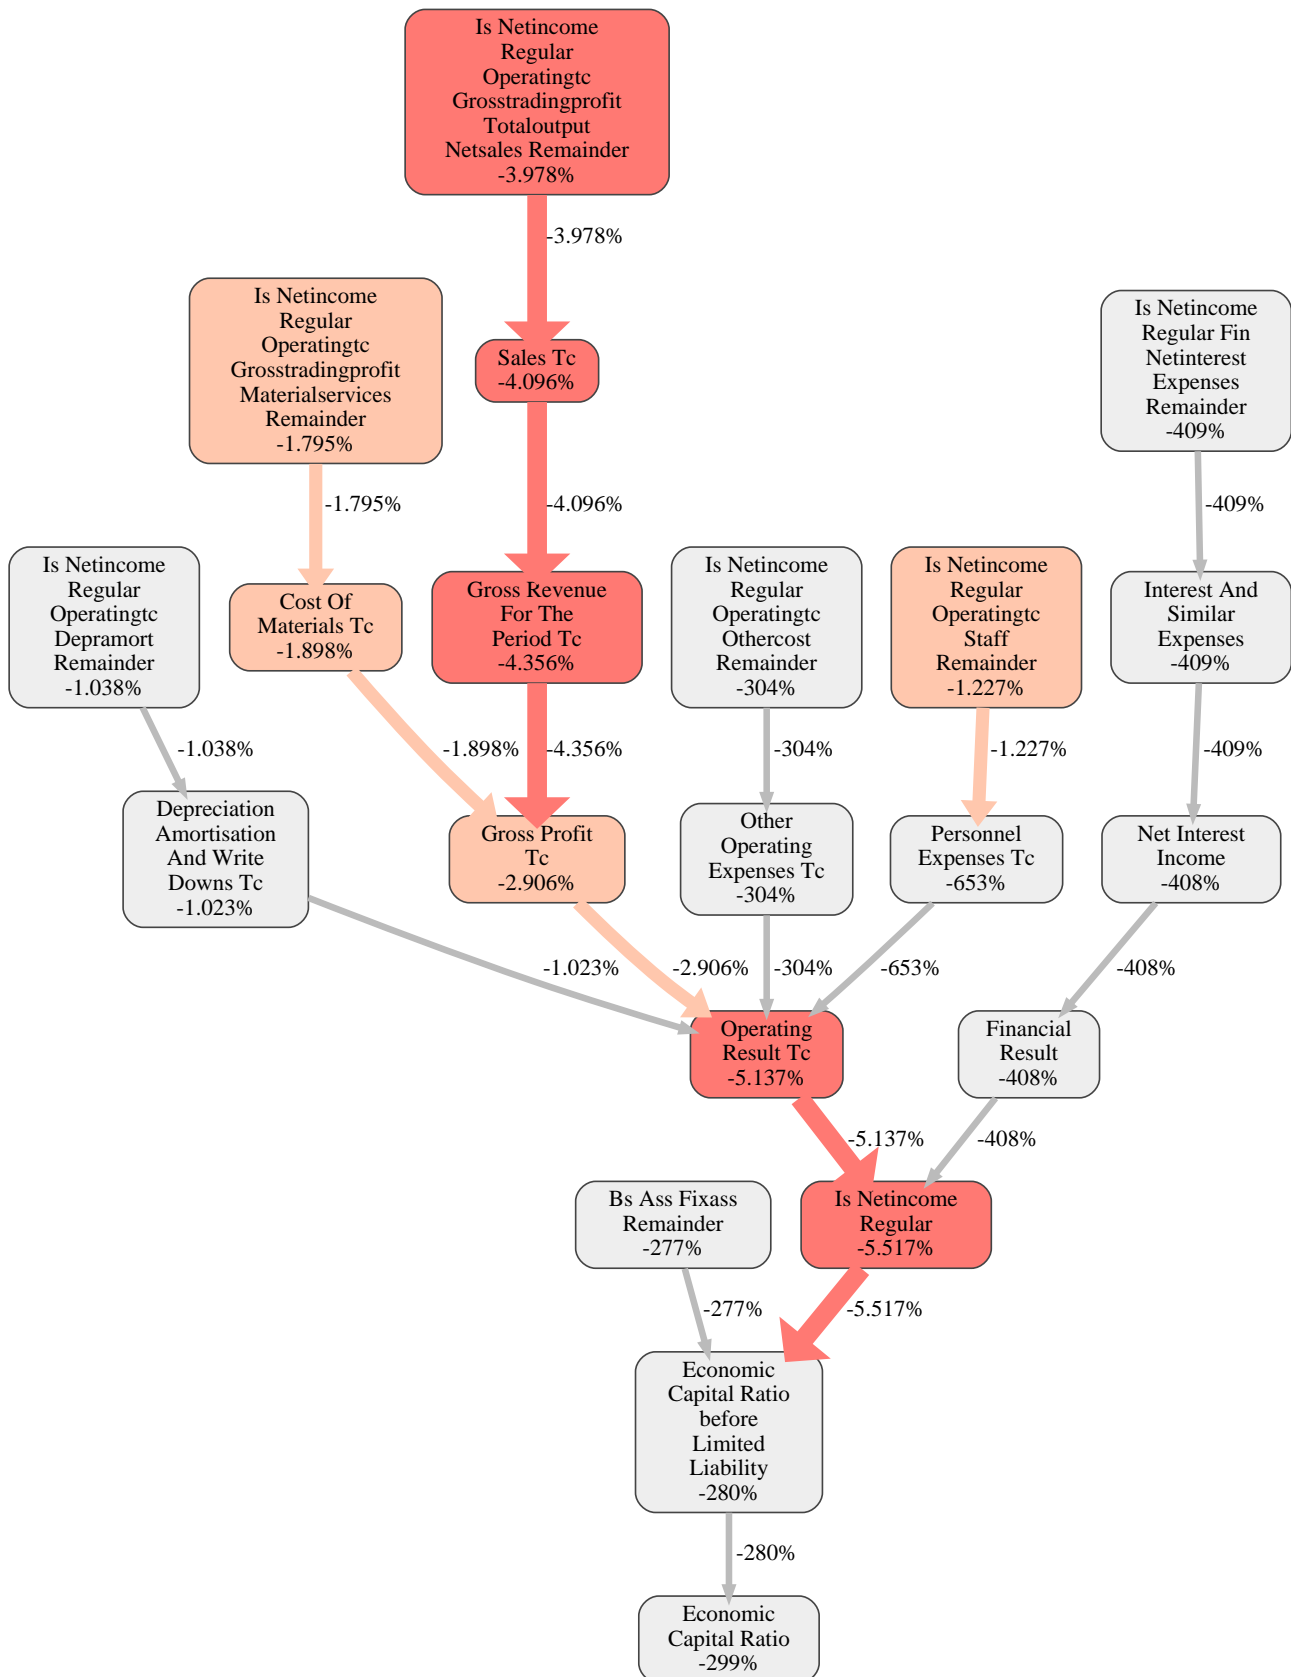 Is Netincome
Regular
Operatingtc
Grosstradingprofit
Totaloutput
Netsales Remainder
-3.978%
-3.978%
Is Netincome
Regular
Operatingtc
Grosstradingprofit
Materialservices
Remainder
-1.795%
Is Netincome
Regular Fin
Netinterest
Expenses
Remainder
-409%
Sales Tc
-4.096%
-1.795%
-4.096%
-409%
Is Netincome
Regular
Operatingtc
Depramort
Remainder
-1.038%
Cost Of
Materials Tc
-1.898%
Gross Revenue
For The
Period Tc
-4.356%
Is Netincome
Regular
Operatingtc
Othercost
Remainder
-304%
Is Netincome
Regular
Operatingtc
Staff
Remainder
-1.227%
Interest And
Similar
Expenses
-409%
-1.038%
-1.898%
-4.356%
-304%
-1.227%
-409%
Depreciation
Amortisation
And Write
Downs Tc
-1.023%
Gross Profit
Tc
-2.906%
Other
Operating
Expenses Tc
-304%
Personnel
Expenses Tc
-653%
Net Interest
Income
-408%
-1.023%
-2.906%
-304%
-653%
-408%
Operating
Result Tc
-5.137%
Financial
Result
-408%
-5.137%
-408%
Bs Ass Fixass
Remainder
-277%
Is Netincome
Regular
-5.517%
-277%
-5.517%
Economic
Capital Ratio
before
Limited
Liability
-280%
-280%
Economic
Capital Ratio
-299%